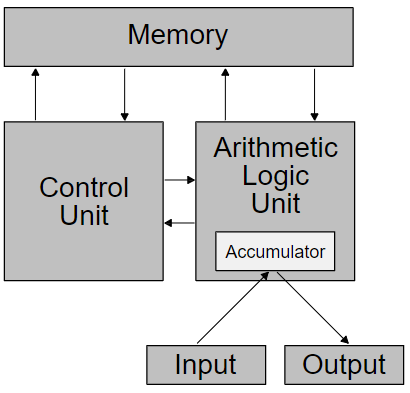 Memory
Control
Unit
Arithmetic
Logic
Unit
Accumulator
Input
Output